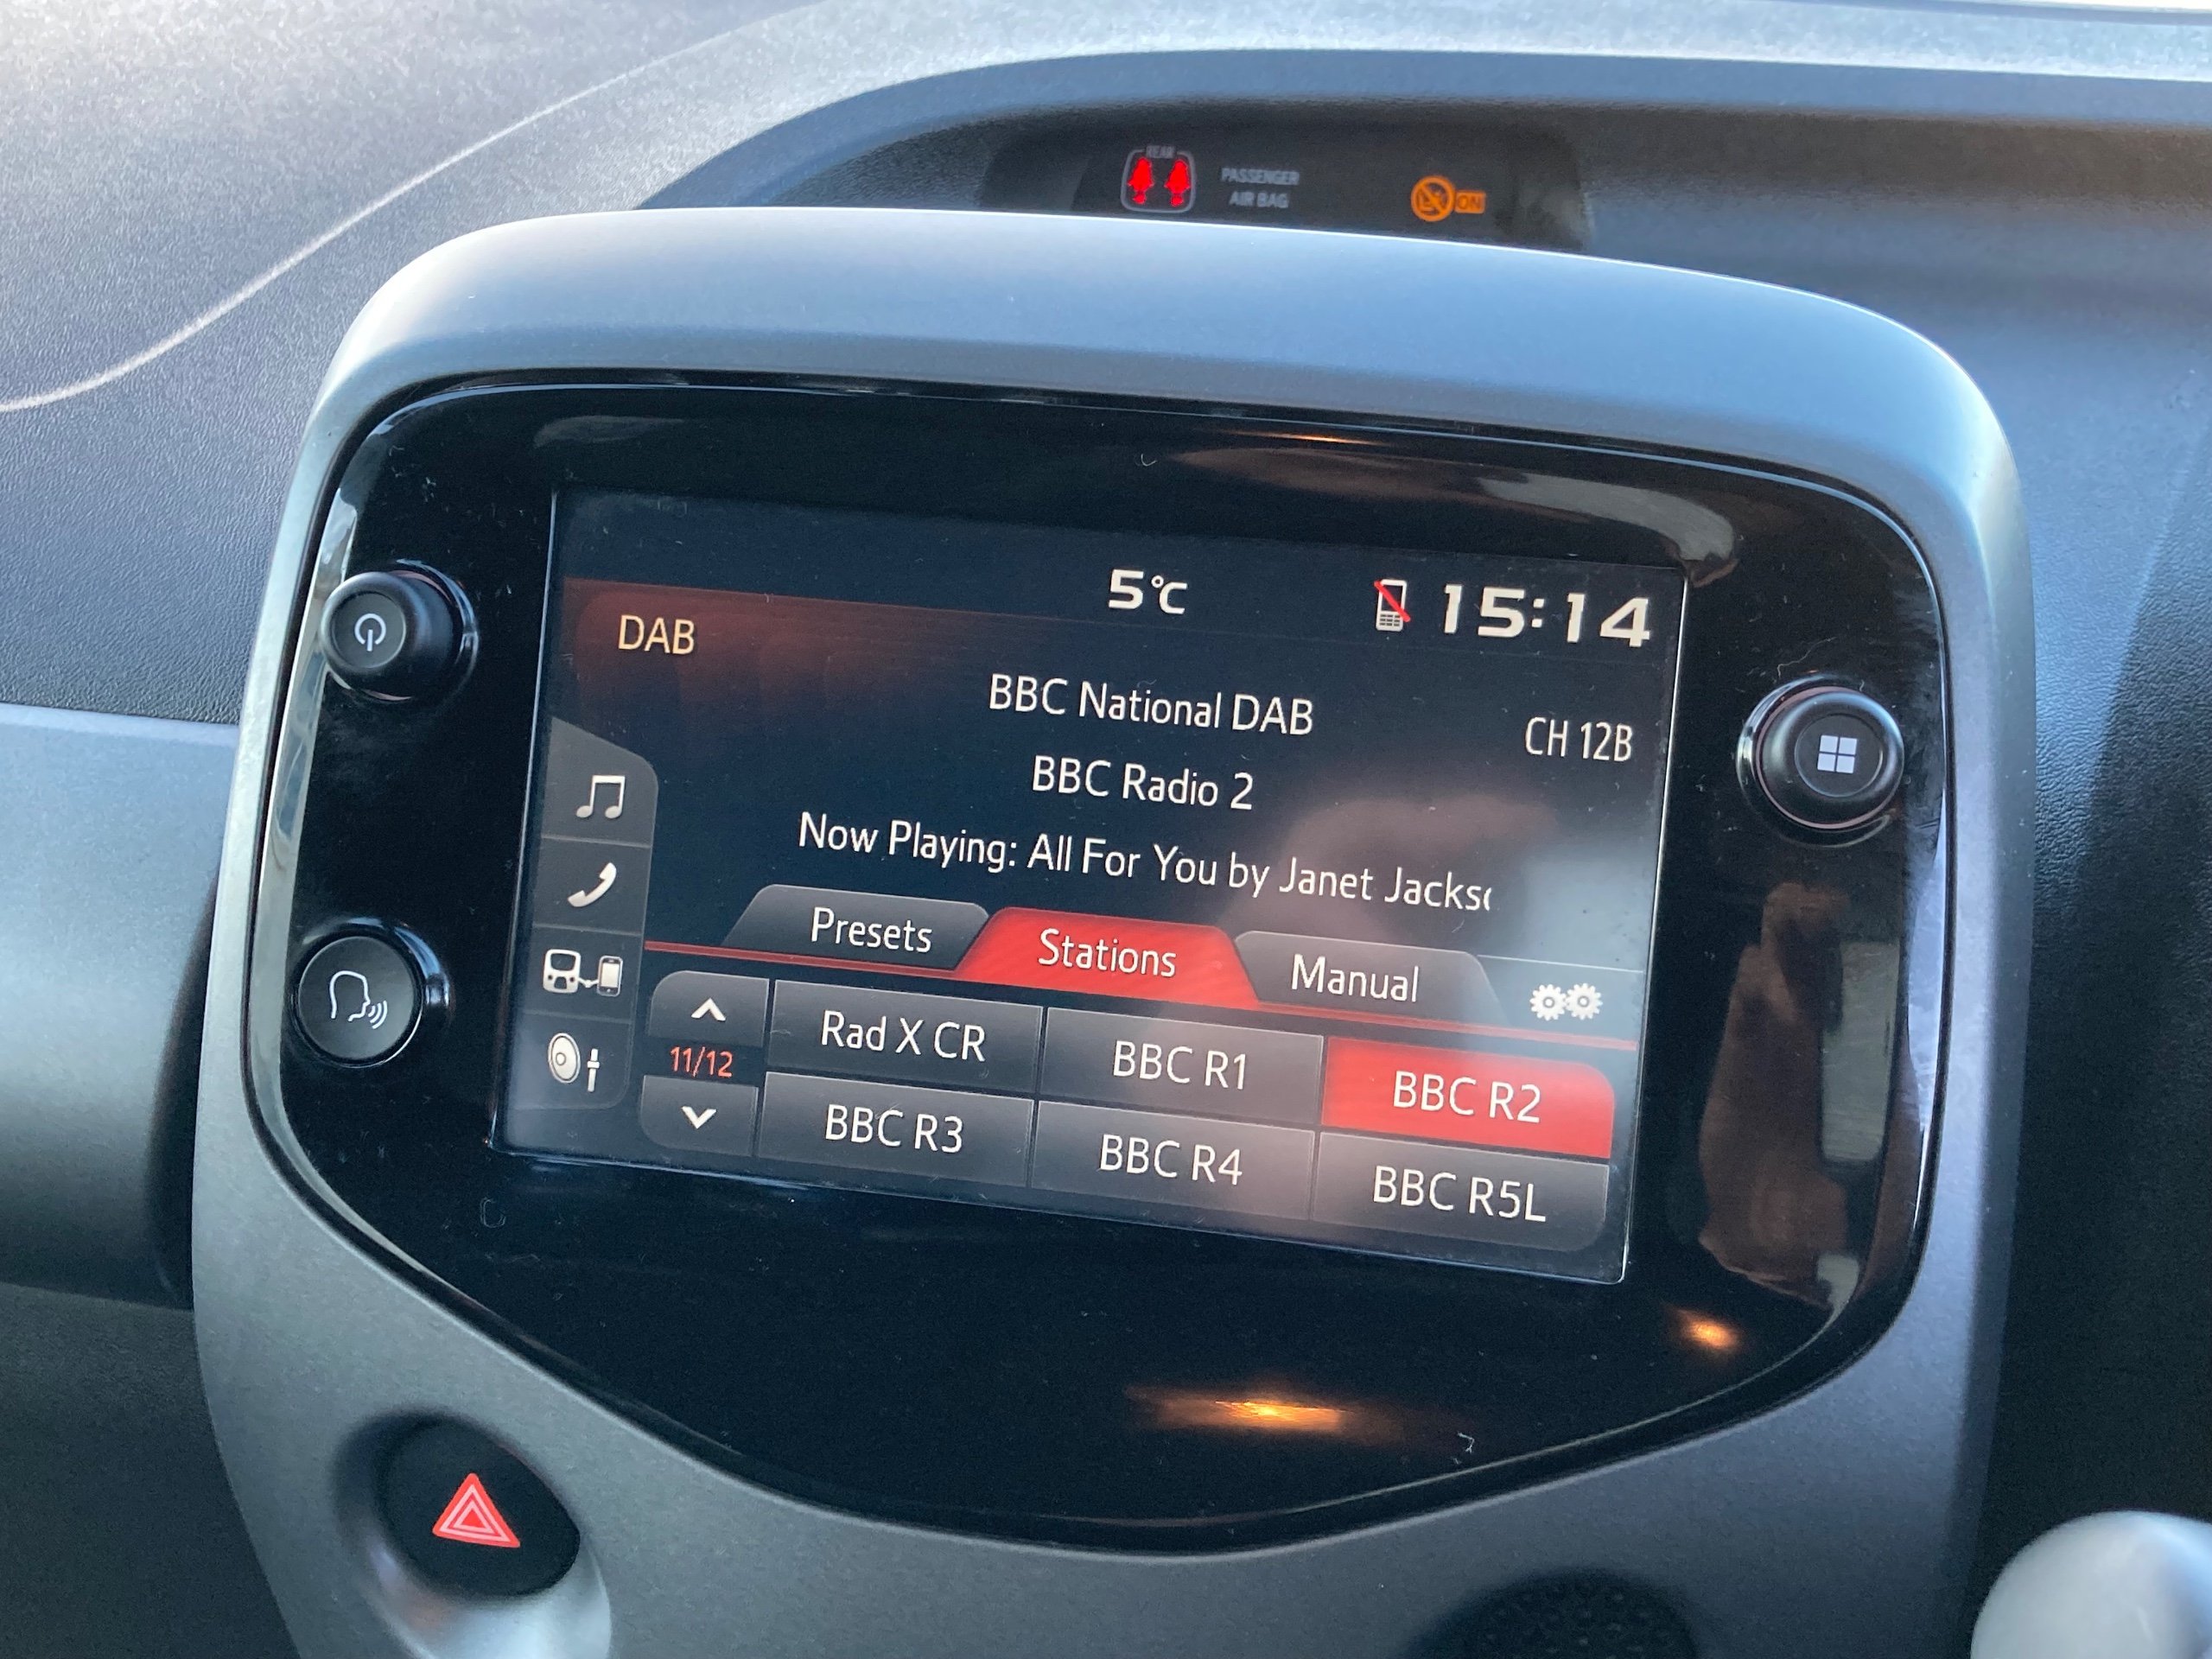 REAR
PASSENGER
AIR BAG
ON
5°C
15:14
DAB
BBC National DAB
CH 12B
BBC Radio 2
Now Playing: All For You by Janet Jacks
Presets
Stations
Manual
11/12
Rad X CR
BBC R1
BBC R2
BBC R3
BBC R4
BBC R5L